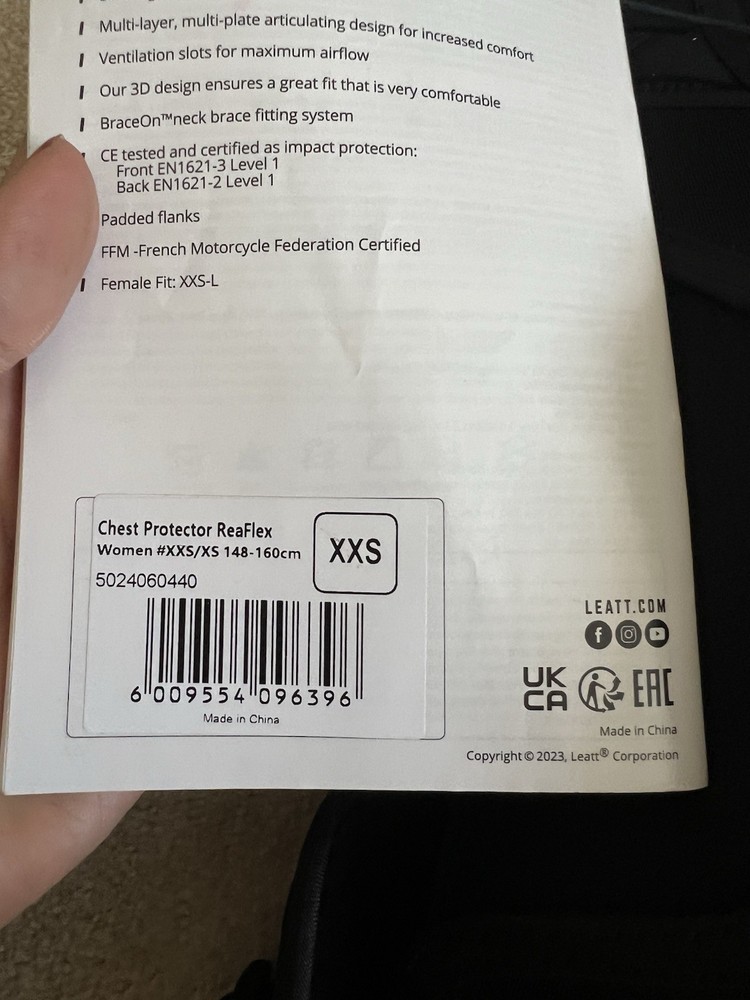 Multi-layer, multi-plate articulating design for increased comfort
Ventilation slots for maximum airflow
Our 3D design ensures a great fit that is very comfortable
BraceOn™neck brace fitting system
CE tested and certified as impact protection:
Front EN1621-3 Level 1
Back EN1621-2 Level 1
Padded flanks
FFM -French Motorcycle Federation Certified
Female Fit: XXS-L
Chest Protector ReaFlex
Women #XXS/XS 148-160cm
XXS
5024060440
6 009554 096396
Made in China
LEATT.COM
UK
CA
EAC
Made in China
Copyright © 2023, Leatt® Corporation